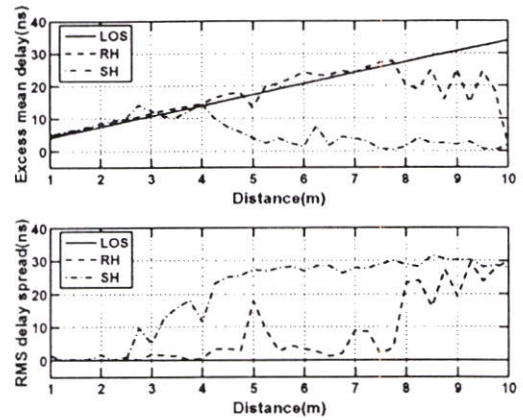 Excess mean delay(ns)
40
30
20
10
0
LOS
RH
SH
1 2 3 4 5 6 7 8 9 10
Distance(m)
RMS delay spread(ns)
40
30
20
10
0
LOS
RH
SH
1 2 3 4 5 6 7 8 9 10
Distance(m)